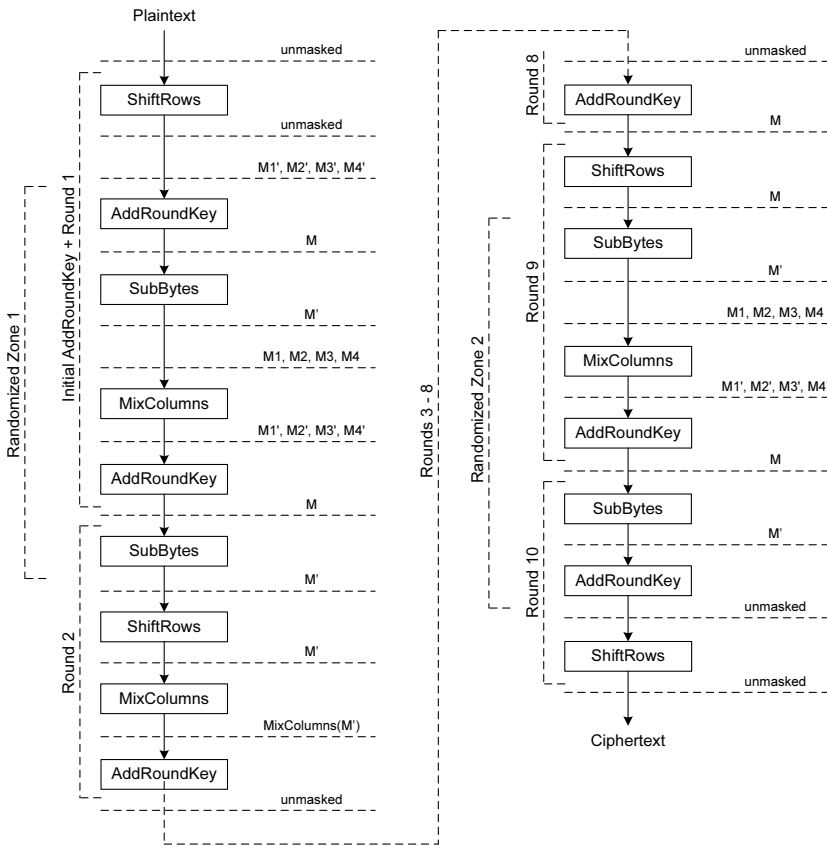 Plaintext
unmasked
ShiftRows
unmasked
M1', M2', M3', M4'
AddRoundKey
M
SubBytes
M'
M1, M2, M3, M4
MixColumns
M1', M2', M3', M4'
AddRoundKey
M
SubBytes
M'
ShiftRows
M'
MixColumns
MixColumns(M')
AddRoundKey
unmasked
Randomized Zone 1
Initial AddRoundKey + Round 1
Round 2
Rounds 3 - 8
unmasked
AddRoundKey
M
ShiftRows
M
SubBytes
M'
M1, M2, M3, M4
MixColumns
M1', M2', M3', M4'
AddRoundKey
M
SubBytes
M'
AddRoundKey
unmasked
ShiftRows
unmasked
Ciphertext
Round 8
Round 9
Randomized Zone 2
Round 10